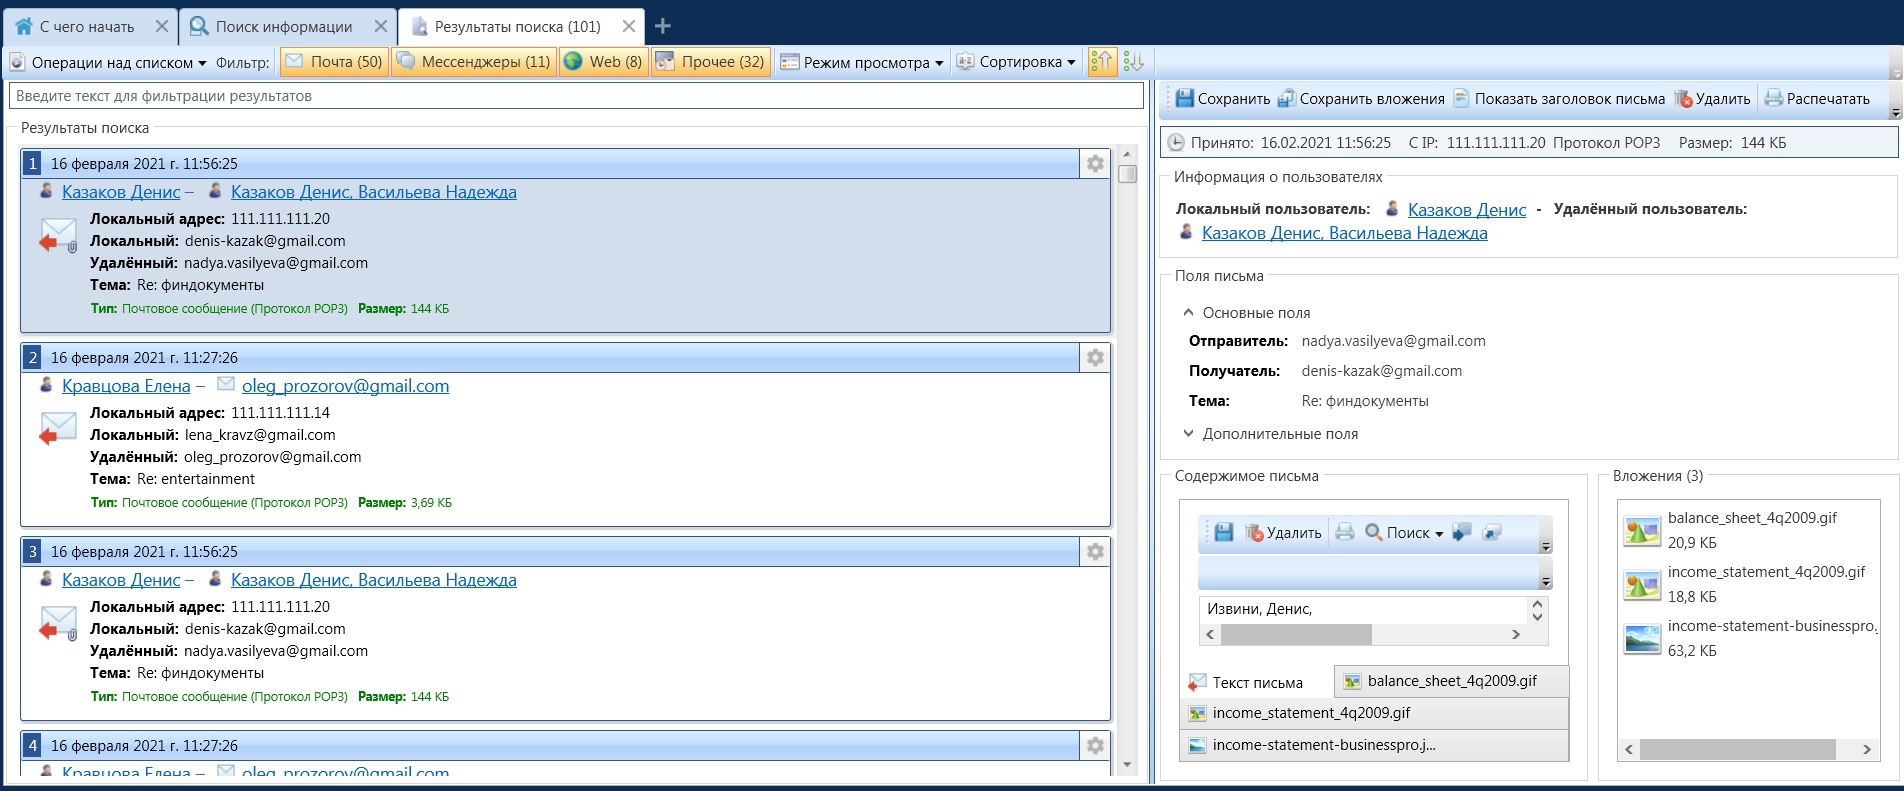 С чего начать
Поиск информации
Результаты поиска (101)
Операции над списком Фильтр: Почта (50) Мессенджеры (11) Web (8) Прочее (32) Режим просмотра Сортировка
Введите текст для фильтрации результатов
Результаты поиска
1 16 февраля 2021 г. 11:56:25
Казаков Денис – Казаков Денис, Васильева Надежда
Локальный адрес: 111.111.111.20
Локальный: denis-kazak@gmail.com
Удалённый: nadya.vasilyeva@gmail.com
Тема: Re: финдокументы
Тип: Почтовое сообщение (Протокол POP3) Размер: 144 КБ
2 16 февраля 2021 г. 11:27:26
Кравцова Елена – oleg_prozorov@gmail.com
Локальный адрес: 111.111.111.14
Локальный: lena_kravz@gmail.com
Удалённый: oleg_prozorov@gmail.com
Тема: Re: entertainment
Тип: Почтовое сообщение (Протокол POP3) Размер: 3,69 КБ
3 16 февраля 2021 г. 11:56:25
Казаков Денис – Казаков Денис, Васильева Надежда
Локальный адрес: 111.111.111.20
Локальный: denis-kazak@gmail.com
Удалённый: nadya.vasilyeva@gmail.com
Тема: Re: финдокументы
Тип: Почтовое сообщение (Протокол POP3) Размер: 144 КБ
4 16 февраля 2021 г. 11:27:26
Кравцова Елена – oleg_prozorov@gmail.com
Сохранить Сохранить вложения Показать заголовок письма Удалить Распечатать
Принято: 16.02.2021 11:56:25 С IP: 111.111.111.20 Протокол POP3 Размер: 144 КБ
Информация о пользователях
Локальный пользователь: Казаков Денис - Удалённый пользователь:
Казаков Денис, Васильева Надежда
Поля письма
Основные поля
Отправитель: nadya.vasilyeva@gmail.com
Получатель: denis-kazak@gmail.com
Тема: Re: финдокументы
Дополнительные поля
Содержимое письма
Удалить Поиск
Извини, Денис,
Текст письма balance_sheet_4q2009.gif
income_statement_4q2009.gif
income-statement-businesspro.j...
Вложения (3)
balance_sheet_4q2009.gif
20,9 КБ
income_statement_4q2009.gif
18,8 КБ
income-statement-businesspro.
63,2 КБ